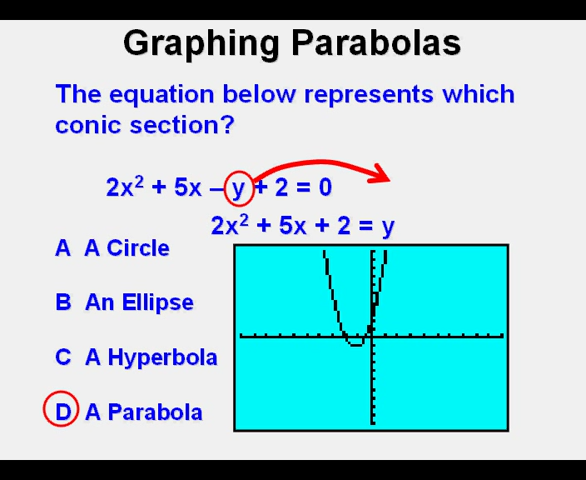 Graphing Parabolas
The equation below represents which
conic section?
2x² + 5x – y + 2 = 0
2x² + 5x + 2 = y
A A Circle
B An Ellipse
C A Hyperbola
D A Parabola